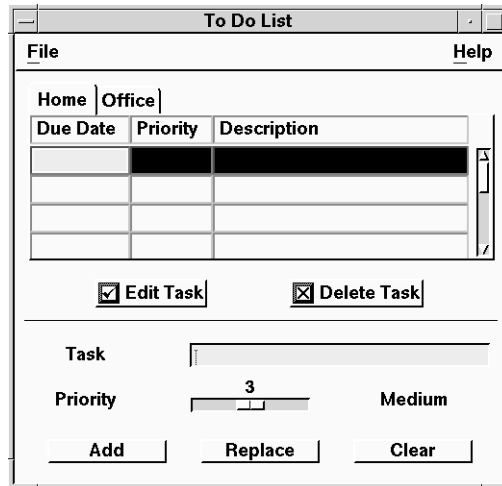 To Do List
File Help
Home Office
Due Date Priority Description
Edit Task Delete Task
Task
3
Priority Medium
Add Replace Clear